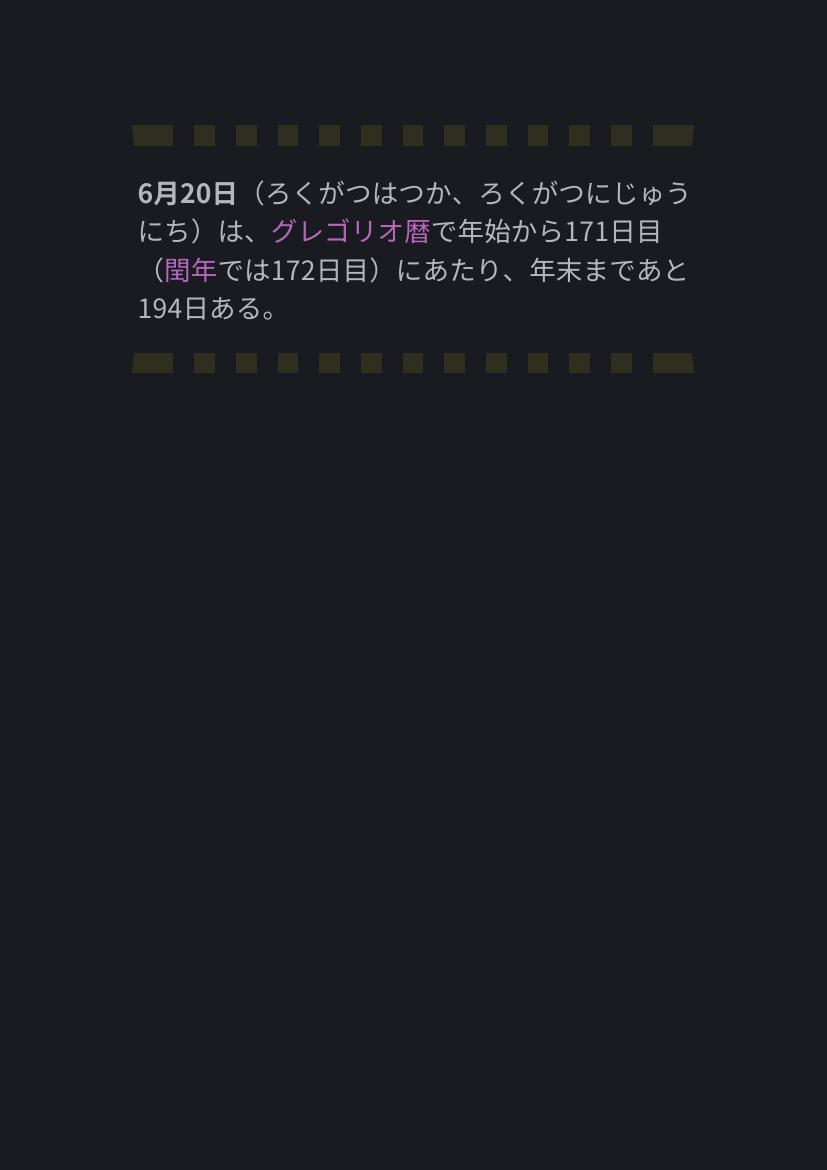 6月20日（ろくがつはつか、ろくがつにじゅう
にち）は、グレゴリオ暦で年始から171日目
（閏年では172日目）にあたり、年末まであと
194日ある。